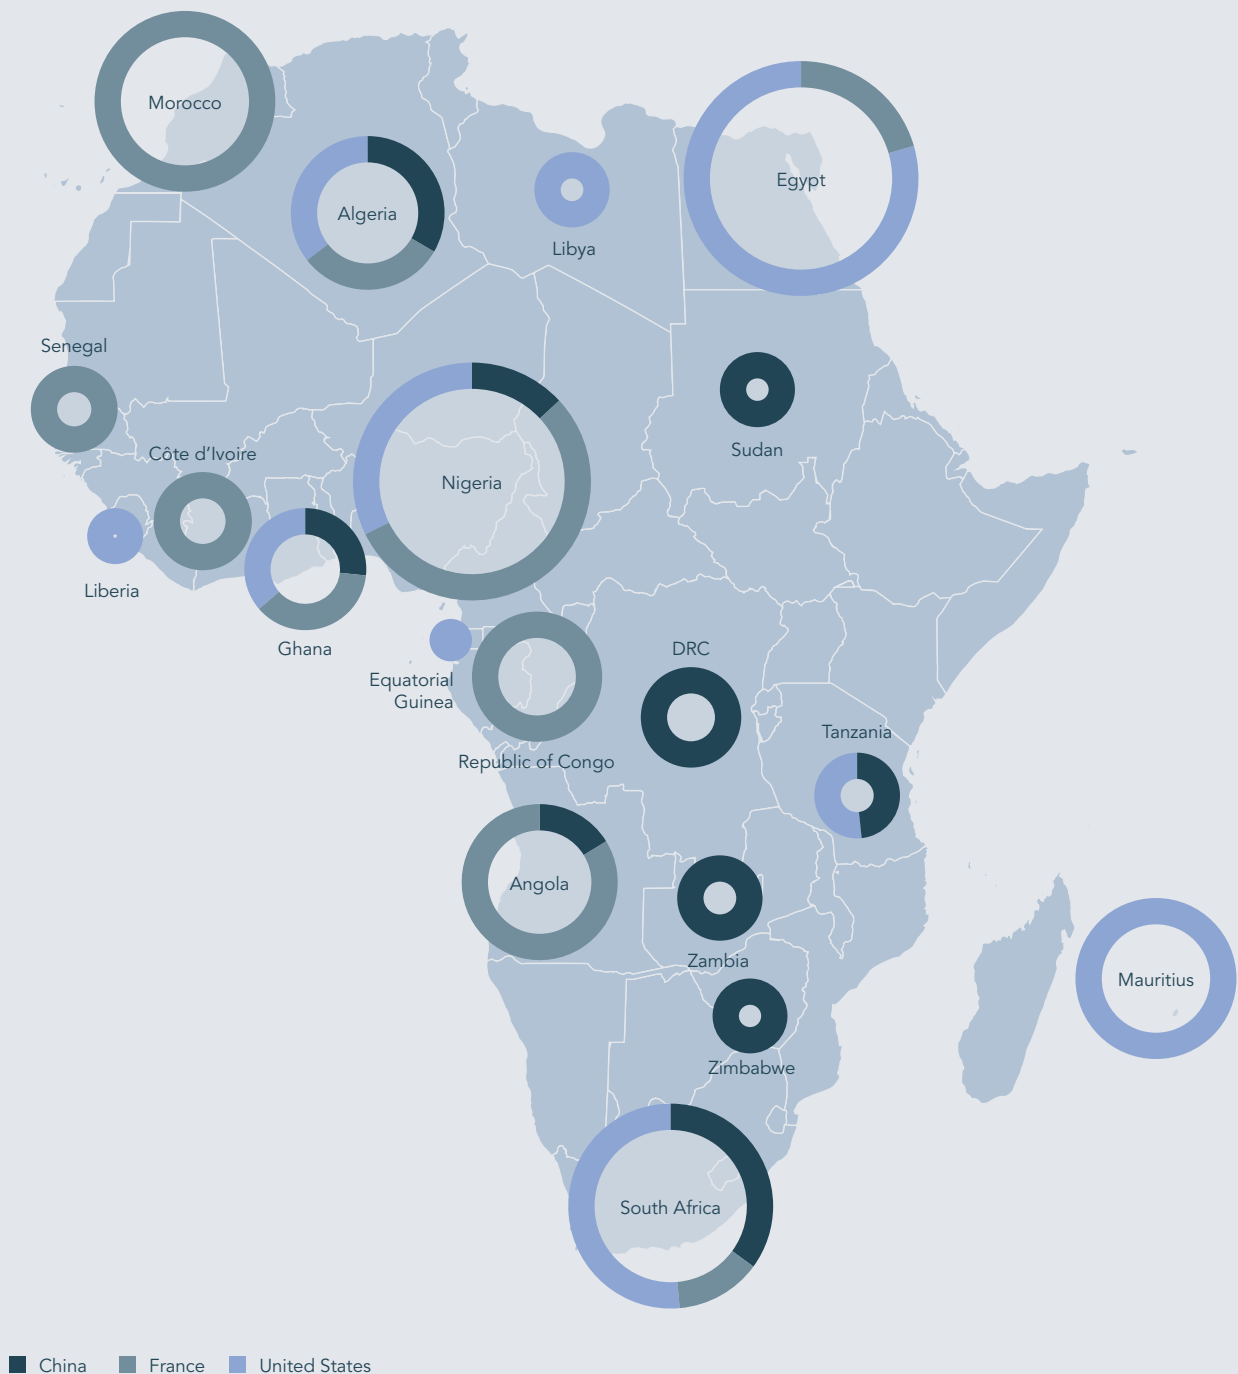 Morocco
Egypt
Algeria
Libya
Senegal
Sudan
Côte d’Ivoire
Nigeria
Liberia
Ghana
DRC
Equatorial
Guinea
Tanzania
Republic of Congo
Angola
Zambia
Mauritius
Zimbabwe
South Africa
China France United States